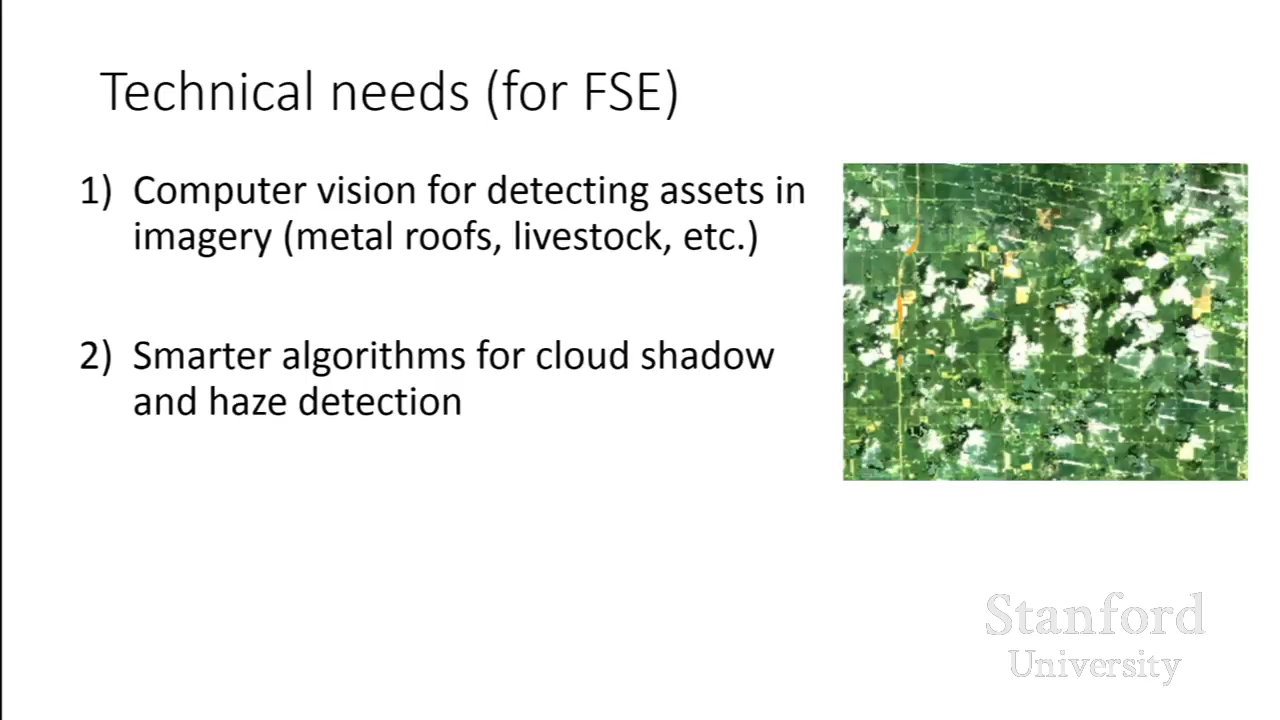 Technical needs (for FSE)
1) Computer vision for detecting assets in
imagery (metal roofs, livestock, etc.)
2) Smarter algorithms for cloud shadow
and haze detection
Stanford
University